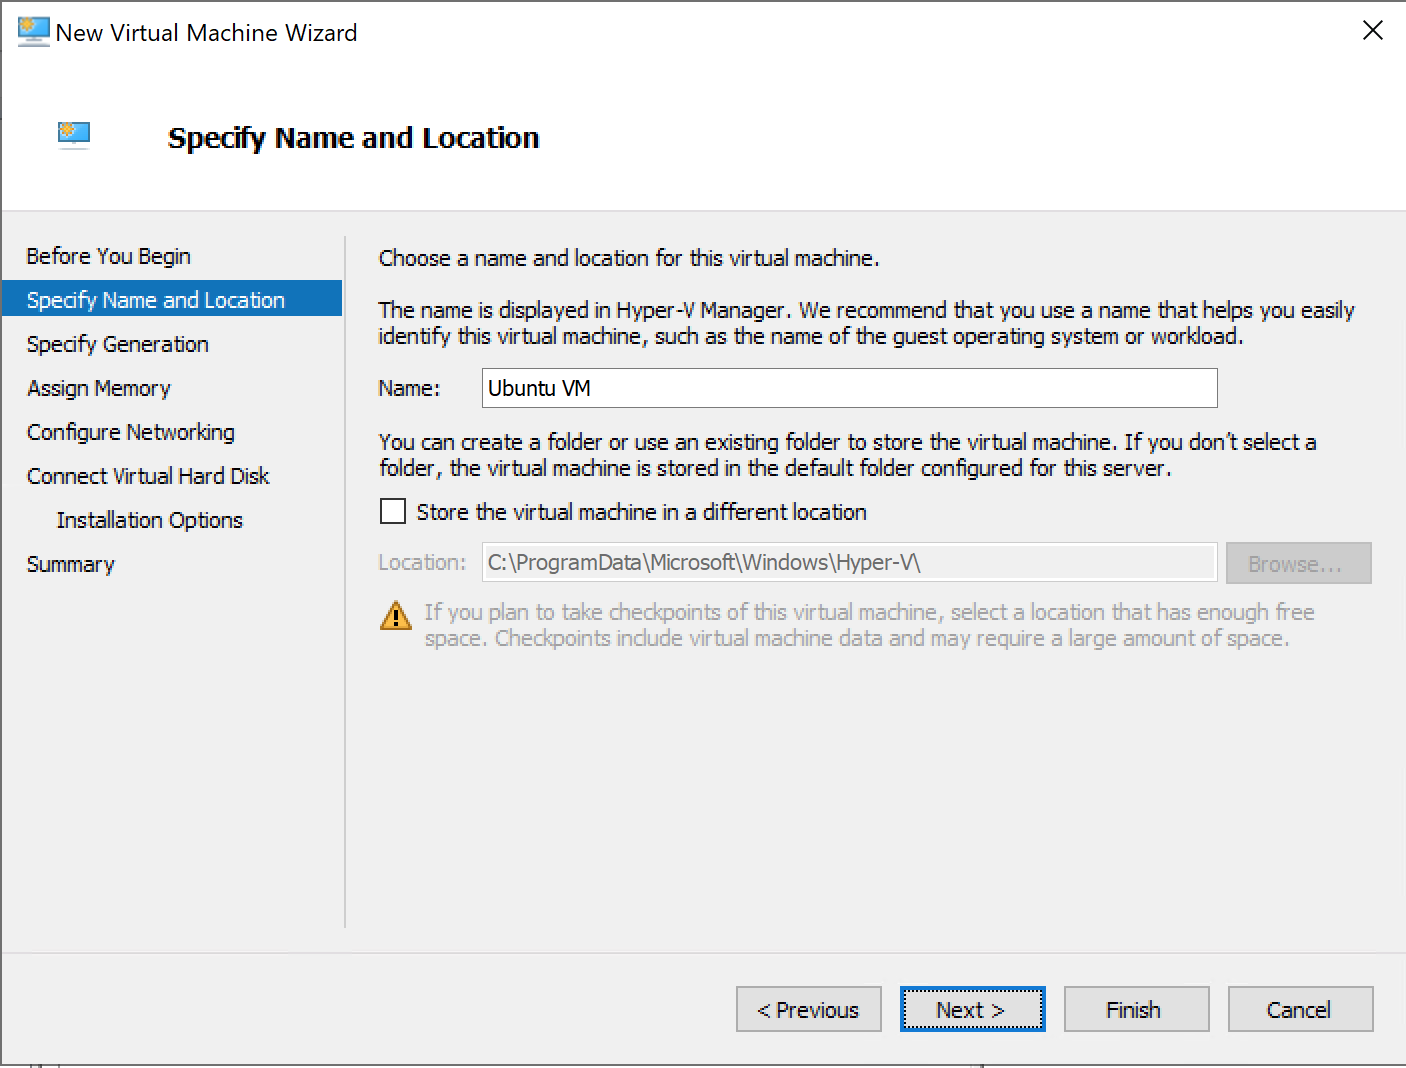 New Virtual Machine Wizard
Specify Name and Location
Before You Begin
Specify Name and Location
Specify Generation
Assign Memory
Configure Networking
Connect Virtual Hard Disk
Installation Options
Summary
Choose a name and location for this virtual machine.
The name is displayed in Hyper-V Manager. We recommend that you use a name that helps you easily
identify this virtual machine, such as the name of the guest operating system or workload.
Name: Ubuntu VM
You can create a folder or use an existing folder to store the virtual machine. If you don't select a
folder, the virtual machine is stored in the default folder configured for this server.
Store the virtual machine in a different location
Location: C:\ProgramData\Microsoft\Windows\Hyper-V\ Browse...
If you plan to take checkpoints of this virtual machine, select a location that has enough free
space. Checkpoints include virtual machine data and may require a large amount of space.
< Previous Next > Finish Cancel